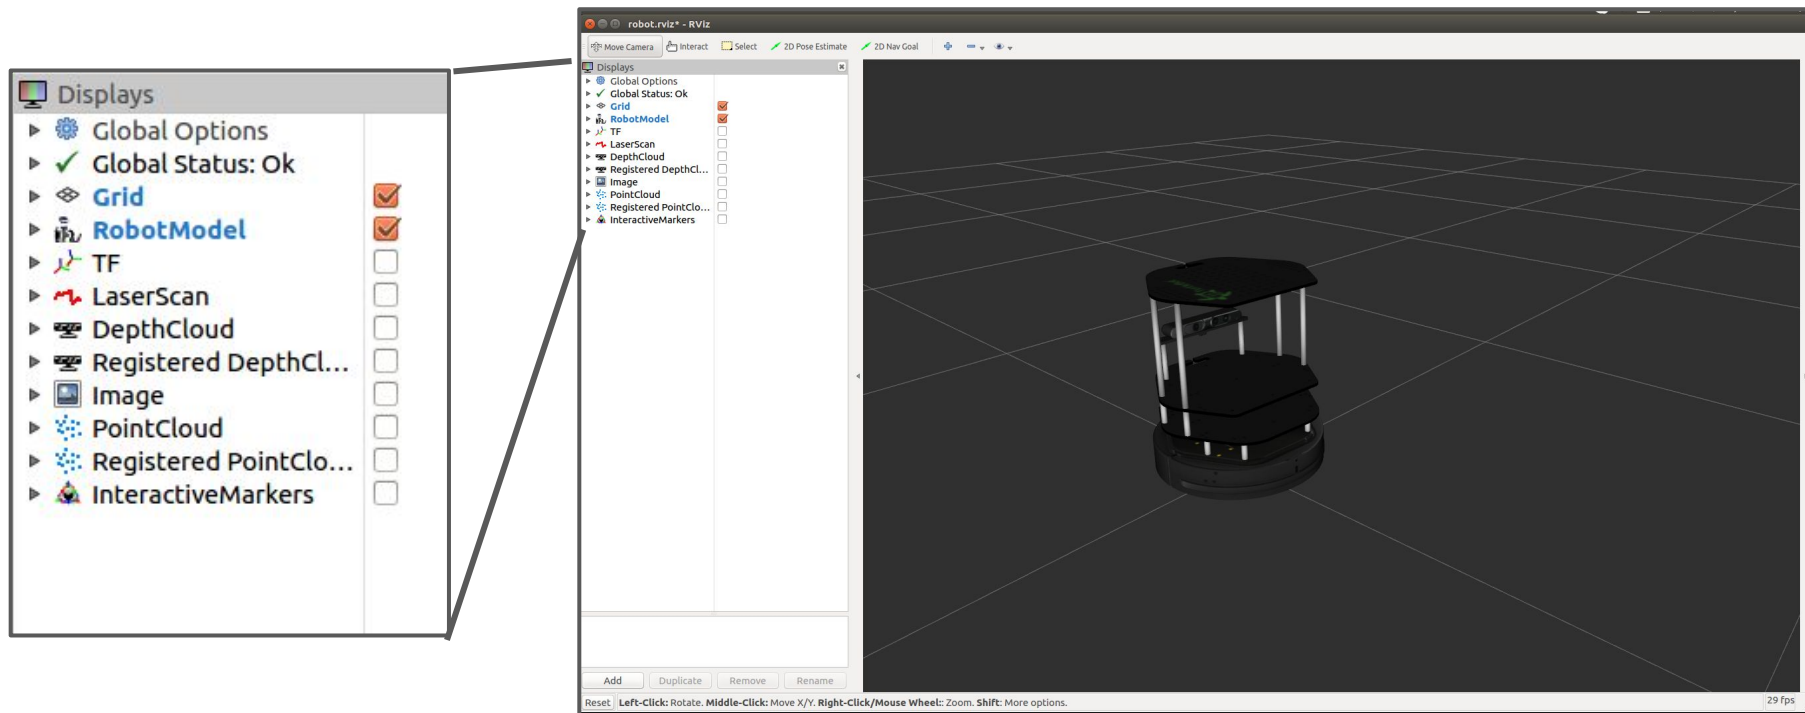 Displays
Global Options
Global Status: Ok
Grid
RobotModel
TF
LaserScan
DepthCloud
Registered DepthCl...
Image
PointCloud
Registered PointClo...
InteractiveMarkers
robot.rviz* - RViz
Move Camera Interact Select 2D Pose Estimate 2D Nav Goal
Displays
Global Options
Global Status: Ok
Grid
RobotModel
TF
LaserScan
DepthCloud
Registered DepthCl...
Image
PointCloud
Registered PointClo...
InteractiveMarkers
Add Duplicate Remove Rename
Reset Left-Click: Rotate. Middle-Click: Move X/Y. Right-Click/Mouse Wheel:: Zoom. Shift: More options. 29 fps